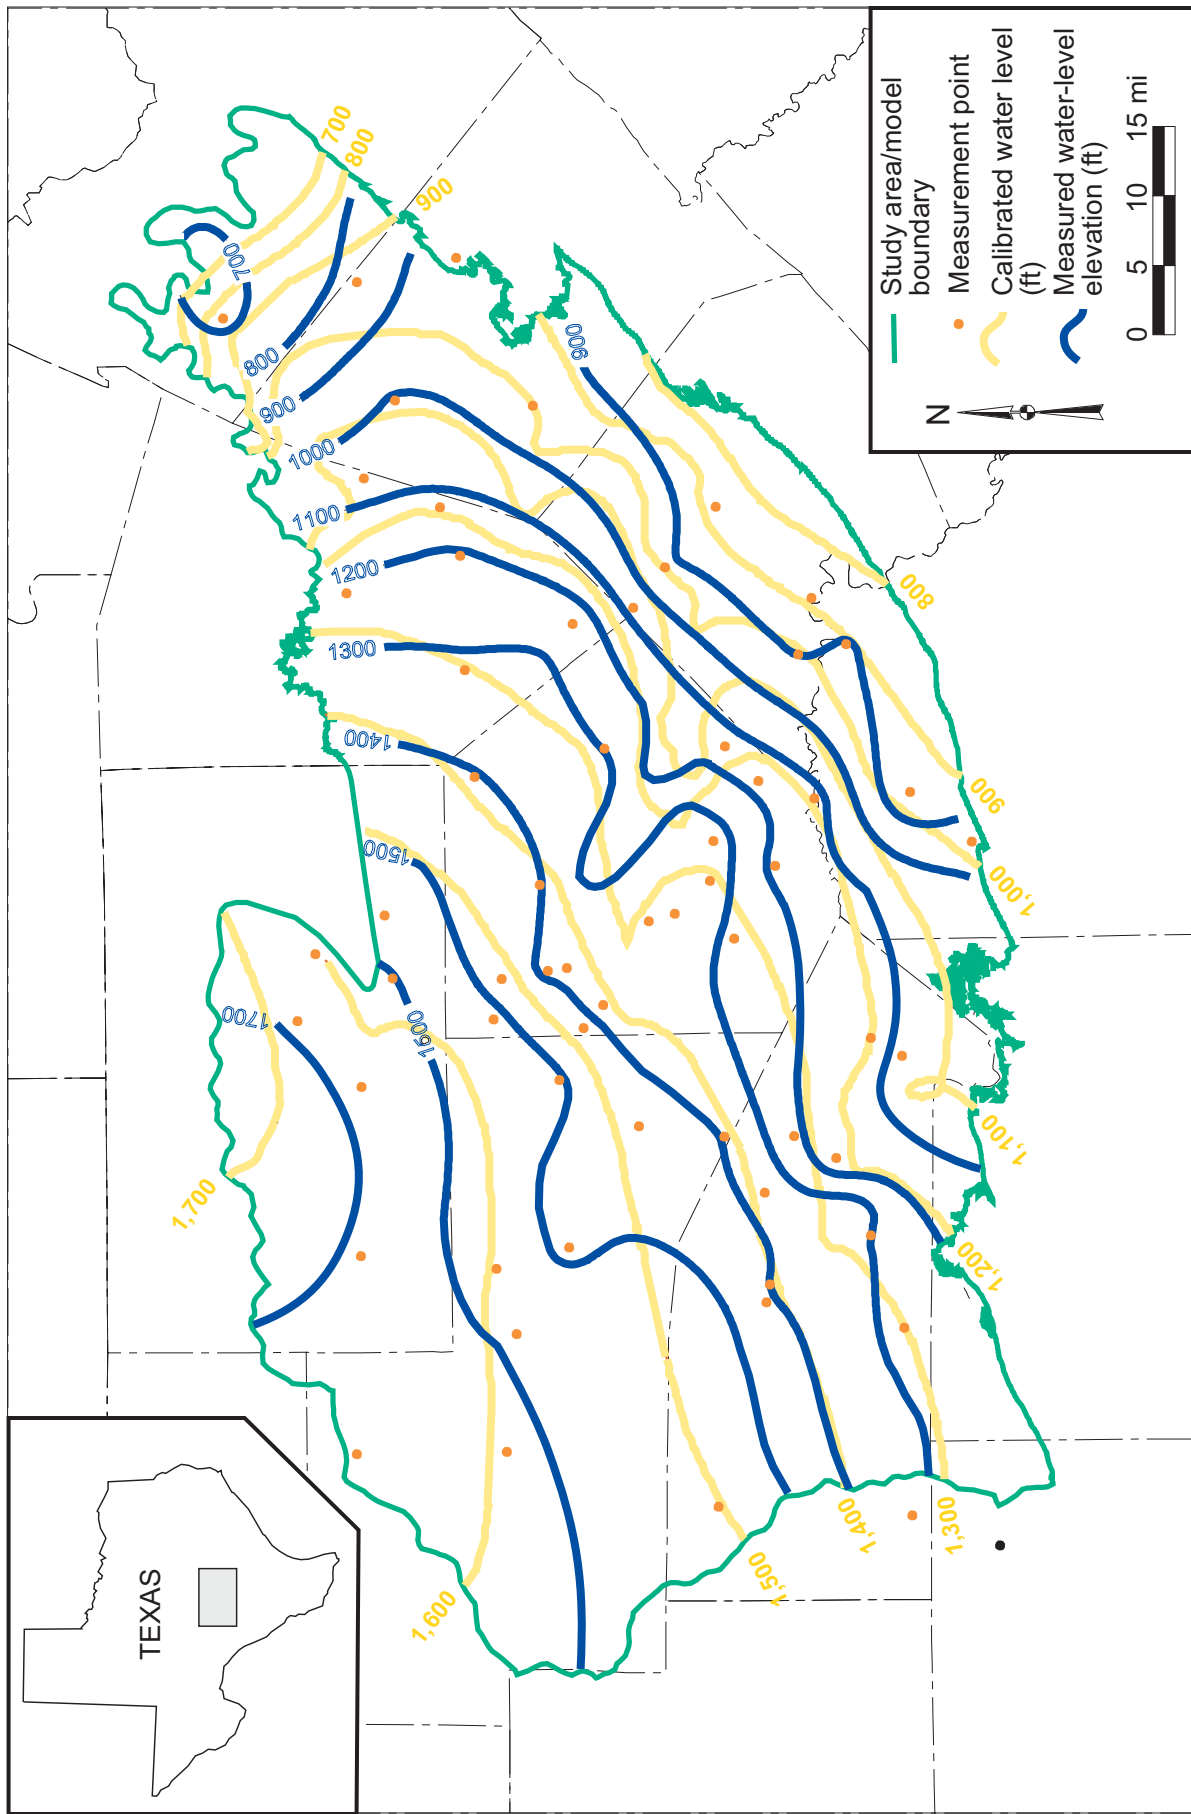 TEXAS
1,700
1,600
1,500
1,400
1,300
1,200
1,100
1,000
900
800
700
800
900
1700
1600
1500
1400
1300
1200
1100
1000
900
800
700
900
Study area/model
boundary
Measurement point
Calibrated water level
(ft)
Measured water-level
elevation (ft)
N
0 5 10 15 mi